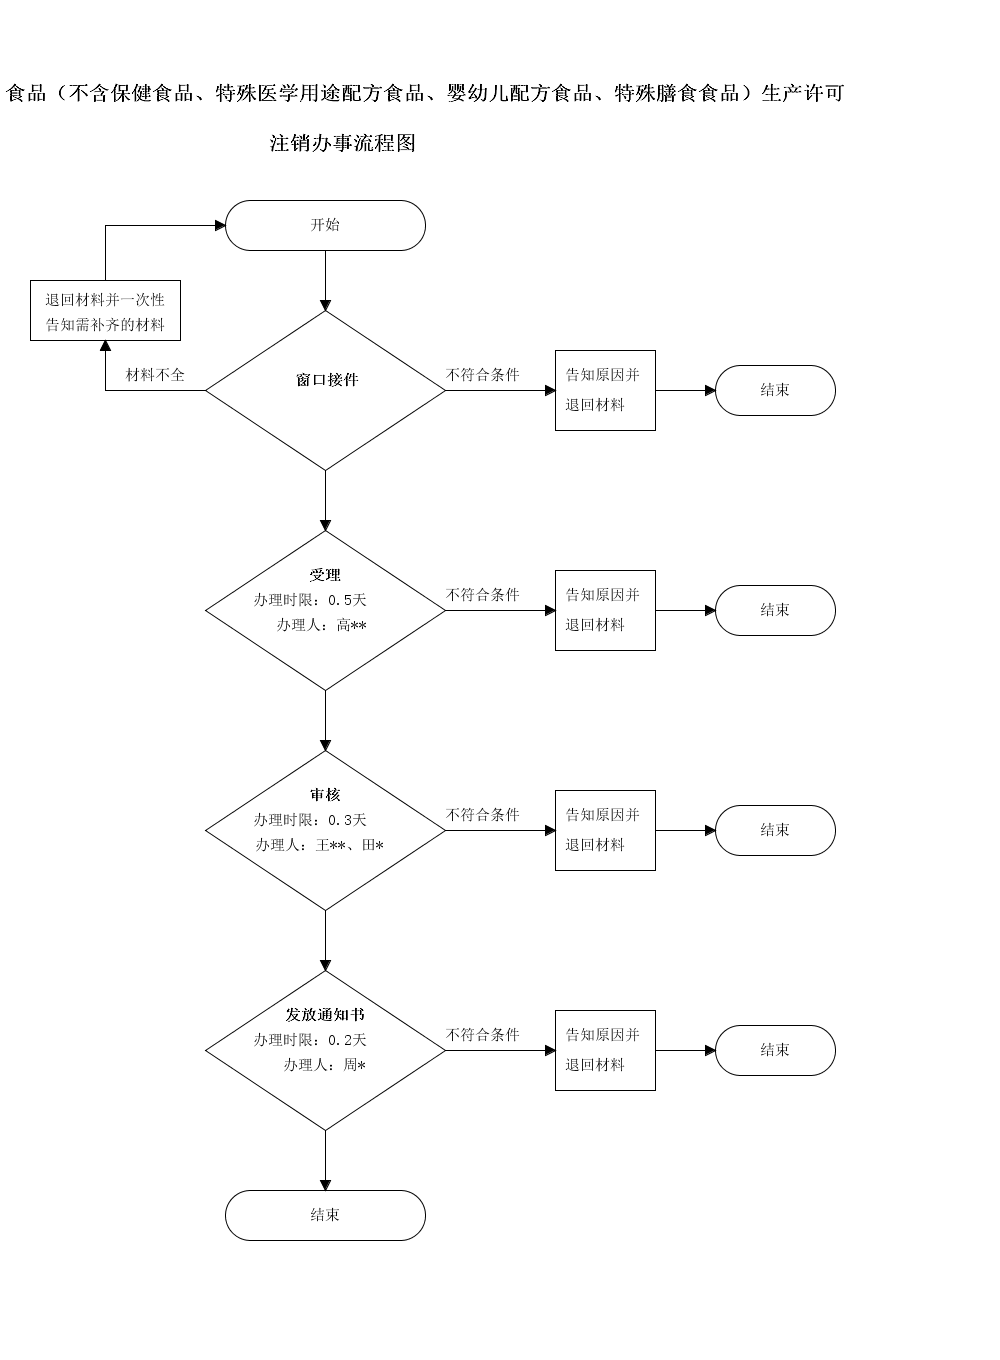 食品（不含保健食品、特殊医学用途配方食品、婴幼儿配方食品、特殊膳食食品）生产许可
注销办事流程图
开始
退回材料并一次性
告知需补齐的材料
材料不全
窗口接件
不符合条件
告知原因并
退回材料
结束
受理
办理时限：0.5天
办理人：高**
不符合条件
告知原因并
退回材料
结束
审核
办理时限：0.3天
办理人：王**、田*
不符合条件
告知原因并
退回材料
结束
发放通知书
办理时限：0.2天
办理人：周*
不符合条件
告知原因并
退回材料
结束
结束